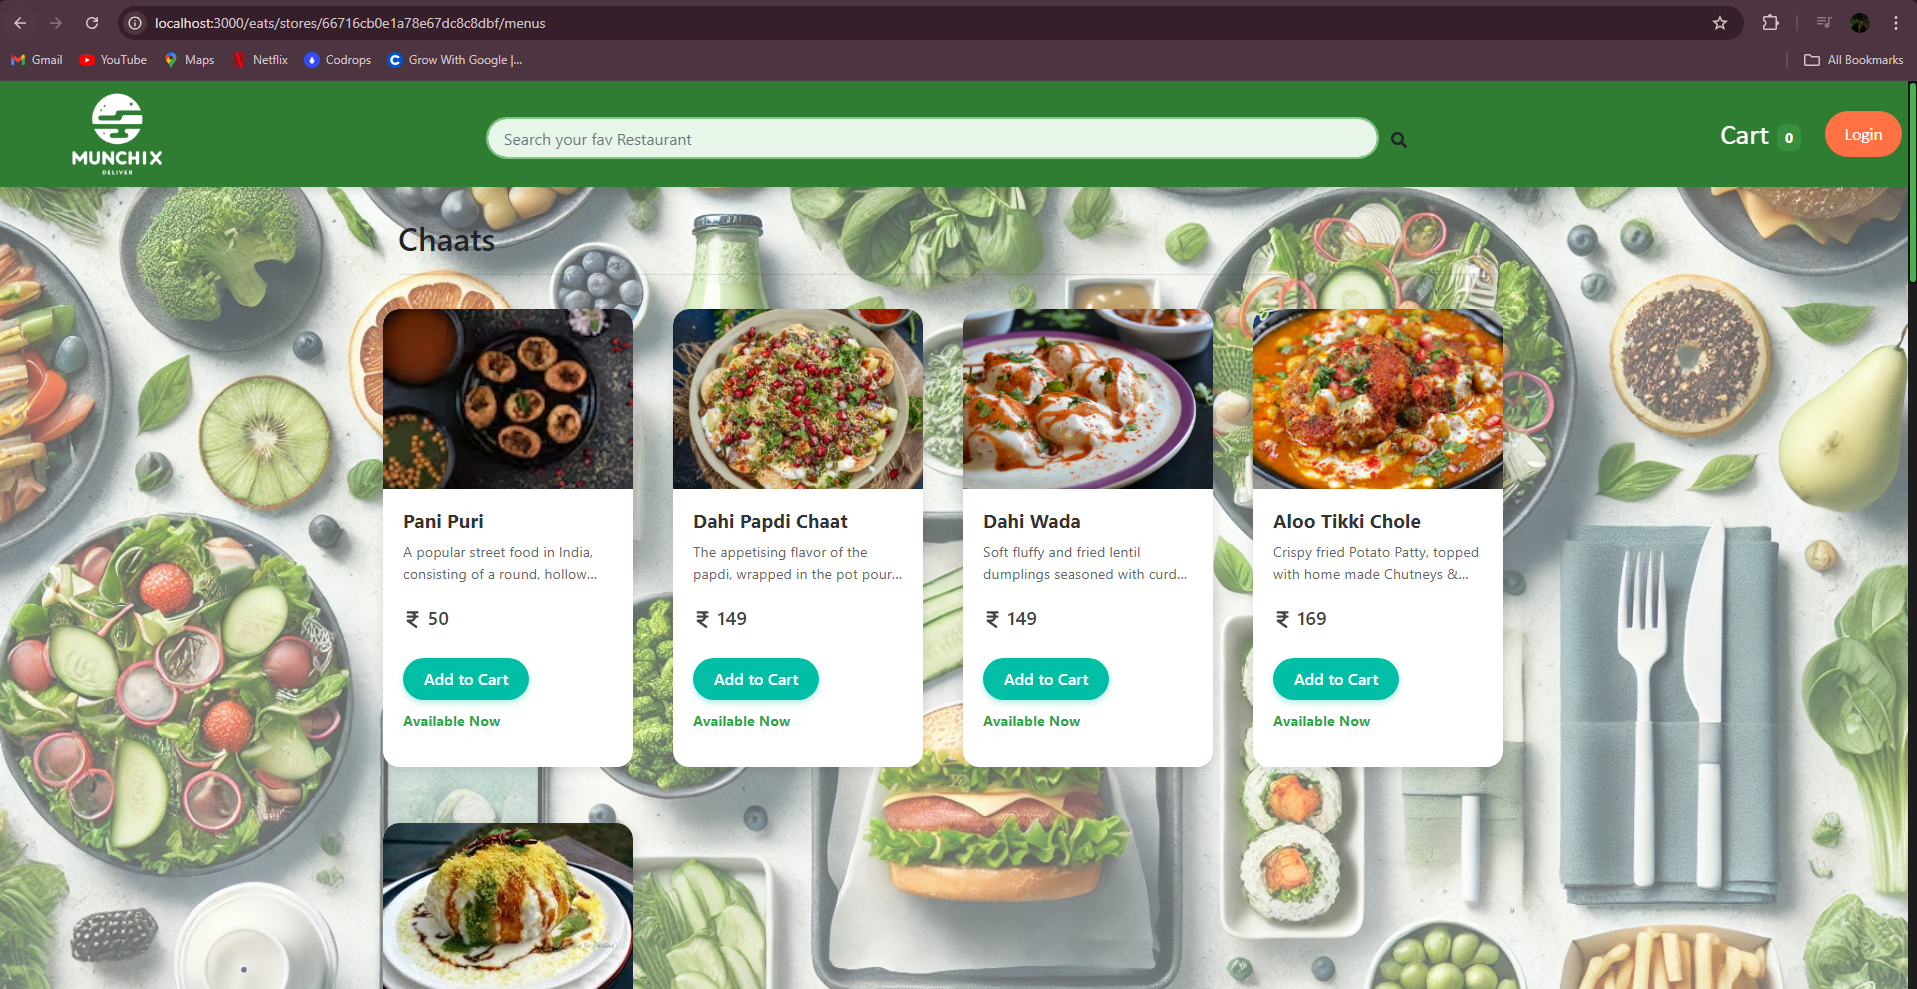 localhost:3000/eats/stores/66716cb0e1a78e67dc8c8dbf/menus
Gmail YouTube Maps Netflix Codrops Grow With Google |... All Bookmarks
MUNCHIX
DELIVER
Search your fav Restaurant
Cart 0 Login
Chaats
Pani Puri
A popular street food in India,
consisting of a round, hollow...
₹ 50
Add to Cart
Available Now
Dahi Papdi Chaat
The appetising flavor of the
papdi, wrapped in the pot pour...
₹ 149
Add to Cart
Available Now
Dahi Wada
Soft fluffy and fried lentil
dumplings seasoned with curd...
₹ 149
Add to Cart
Available Now
Aloo Tikki Chole
Crispy fried Potato Patty, topped
with home made Chutneys &...
₹ 169
Add to Cart
Available Now